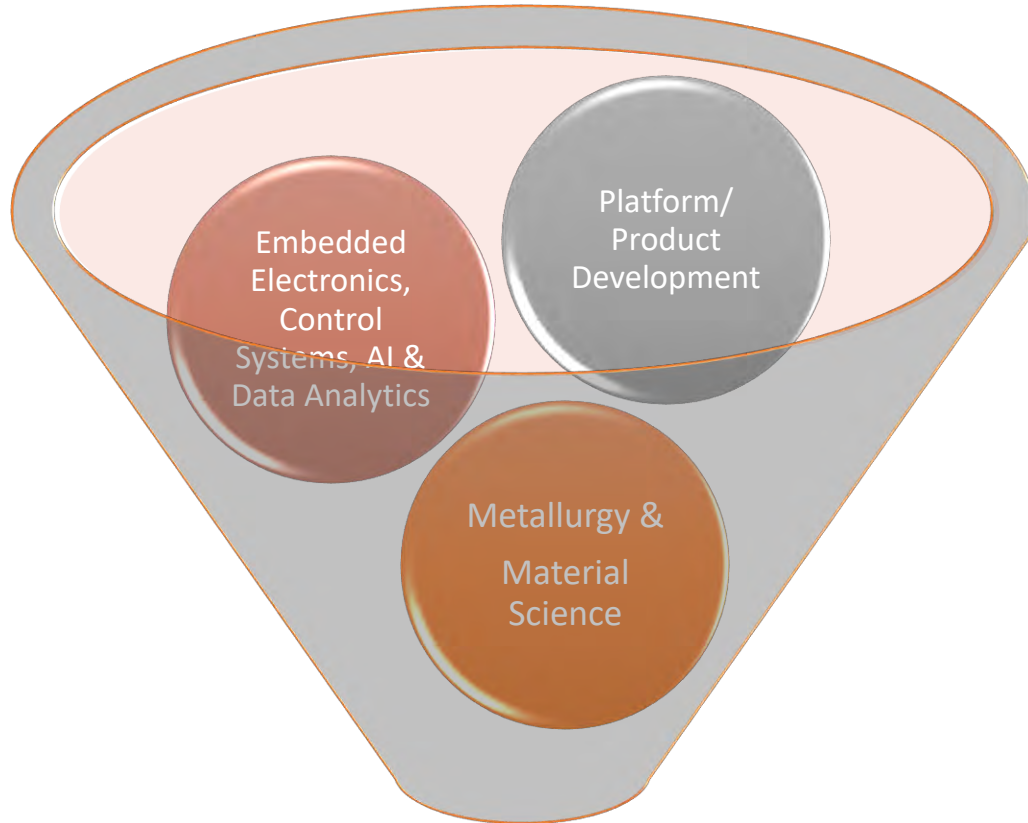 Embedded
Electronics,
Control
Systems, AI &
Data Analytics
Platform/
Product
Development
Metallurgy &
Material
Science